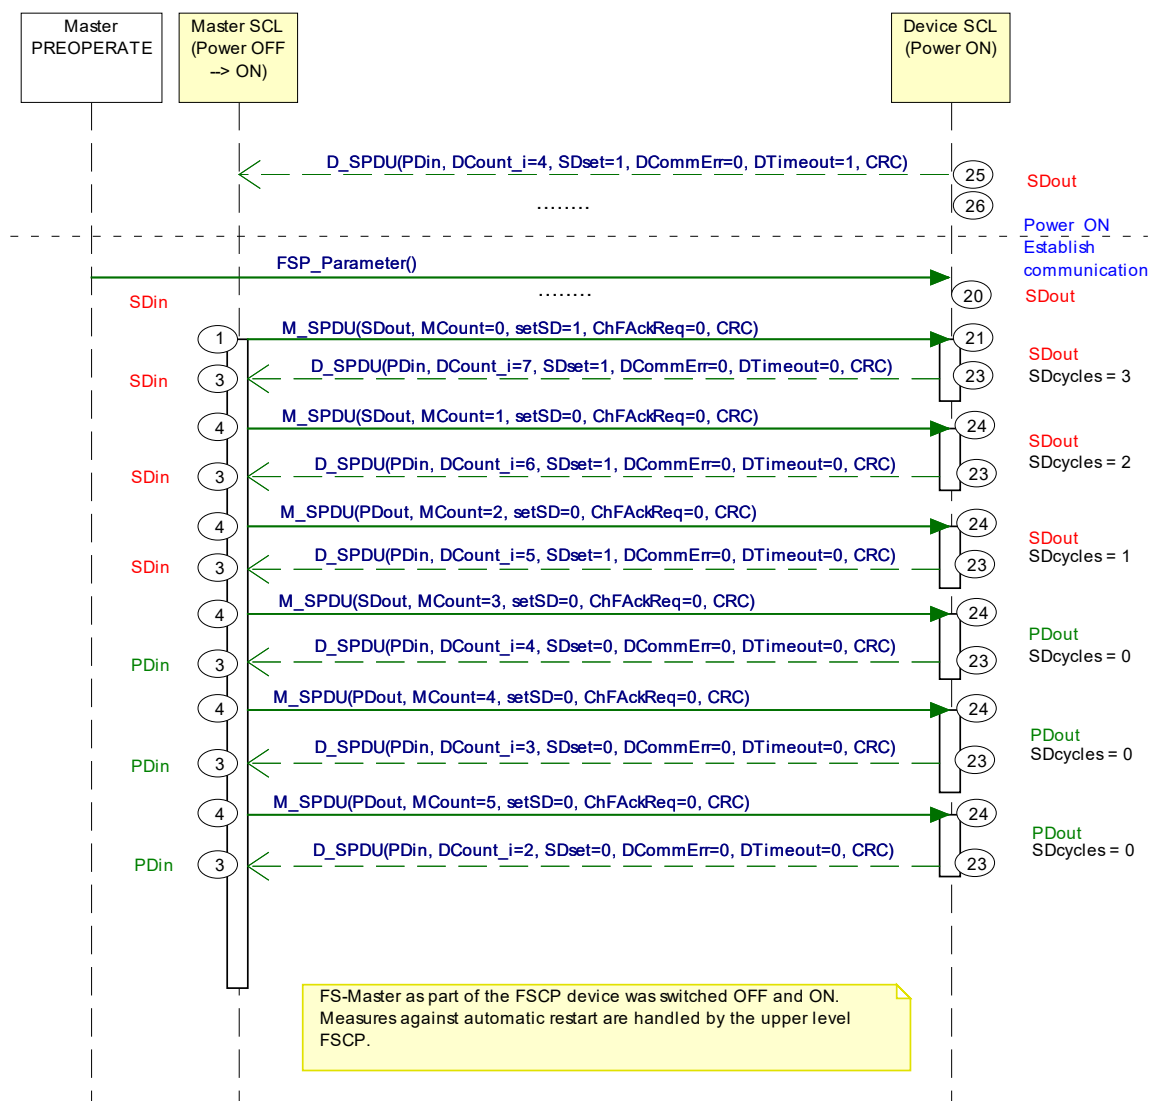 Master
PREOPERATE
Master SCL
(Power OFF
--> ON)
Device SCL
(Power ON)
D_SPDU(PDin, DCount_i=4, SDset=1, DCommErr=0, DTimeout=1, CRC)
25
SDout
........
26
Power ON
Establish
communication
FSP_Parameter()
SDin
........
20
SDout
M_SPDU(SDout, MCount=0, setSD=1, ChFAckReq=0, CRC)
1
21
D_SPDU(PDin, DCount_i=7, SDset=1, DCommErr=0, DTimeout=0, CRC)
SDin
3
23
SDout
SDcycles = 3
M_SPDU(SDout, MCount=1, setSD=0, ChFAckReq=0, CRC)
4
24
D_SPDU(PDin, DCount_i=6, SDset=1, DCommErr=0, DTimeout=0, CRC)
SDin
3
23
SDout
SDcycles = 2
M_SPDU(PDout, MCount=2, setSD=0, ChFAckReq=0, CRC)
4
24
D_SPDU(PDin, DCount_i=5, SDset=1, DCommErr=0, DTimeout=0, CRC)
SDin
3
23
SDout
SDcycles = 1
M_SPDU(SDout, MCount=3, setSD=0, ChFAckReq=0, CRC)
4
24
D_SPDU(PDin, DCount_i=4, SDset=0, DCommErr=0, DTimeout=0, CRC)
PDin
3
23
PDout
SDcycles = 0
M_SPDU(PDout, MCount=4, setSD=0, ChFAckReq=0, CRC)
4
24
D_SPDU(PDin, DCount_i=3, SDset=0, DCommErr=0, DTimeout=0, CRC)
PDin
3
23
PDout
SDcycles = 0
M_SPDU(PDout, MCount=5, setSD=0, ChFAckReq=0, CRC)
4
24
D_SPDU(PDin, DCount_i=2, SDset=0, DCommErr=0, DTimeout=0, CRC)
PDin
3
23
PDout
SDcycles = 0
FS-Master as part of the FSCP device was switched OFF and ON.
Measures against automatic restart are handled by the upper level
FSCP.